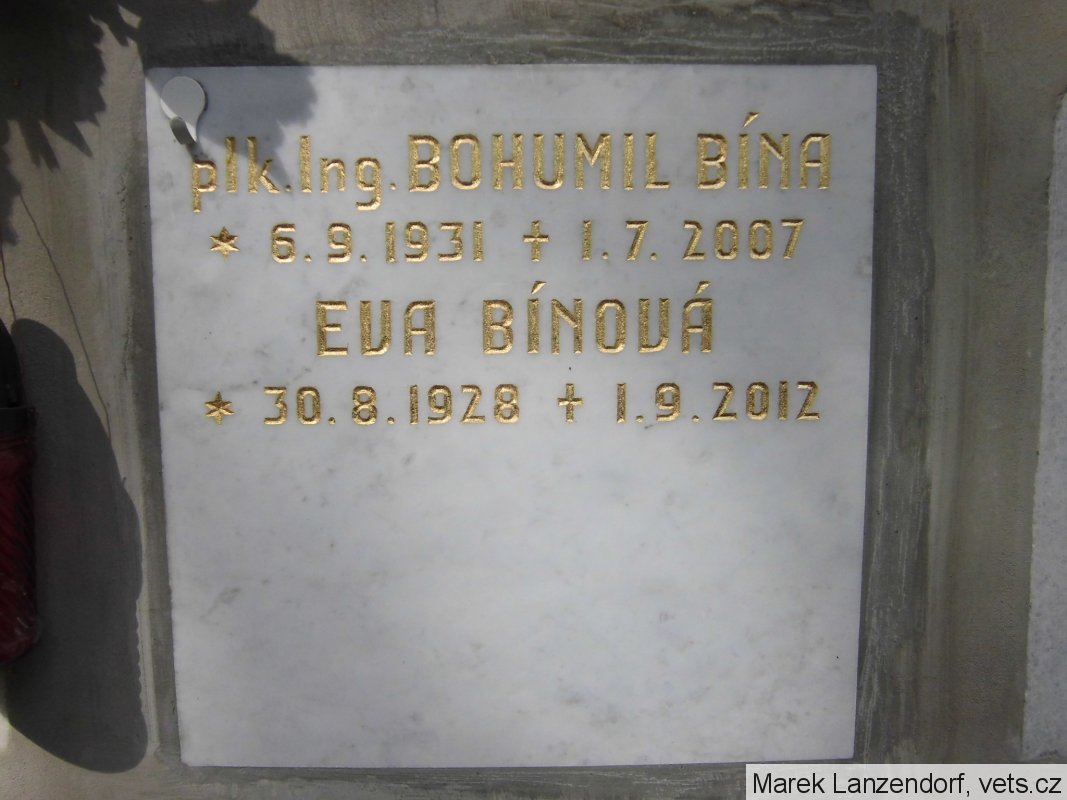 plk. Ing. BOHUMIL BÍNA
* 6. 9. 1931 ✝ 1. 7. 2007
EVA BÍNOVÁ
* 30. 8. 1928 ✝ 1. 9. 2012
Marek Lanzendorf, vets.cz